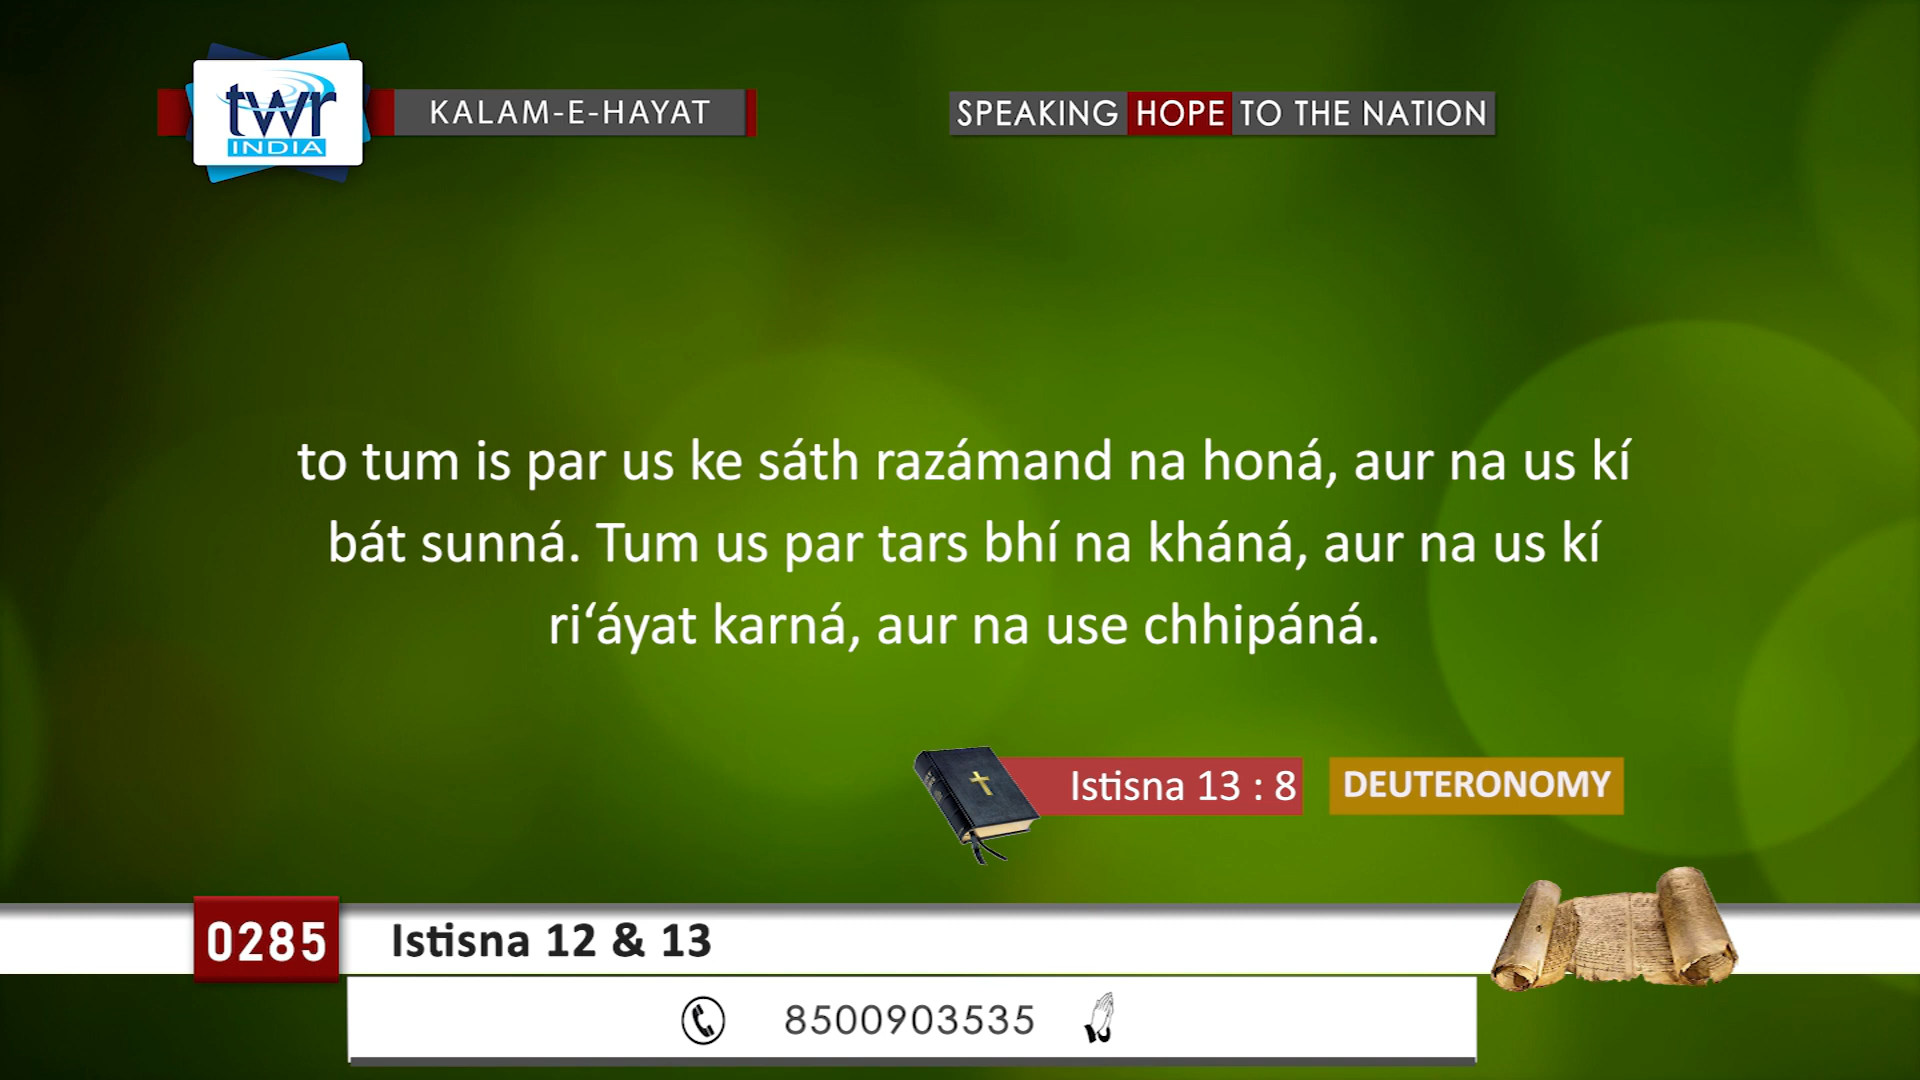 twr
INDIA
KALAM-E-HAYAT
SPEAKING HOPE TO THE NATION
to tum is par us ke sáth razámand na honá, aur na us kí
bát sunná. Tum us par tars bhí na kháná, aur na us kí
ri‘áyat karná, aur na use chhipáná.
Istisna 13 : 8
DEUTERONOMY
0285
Istisna 12 & 13
8500903535